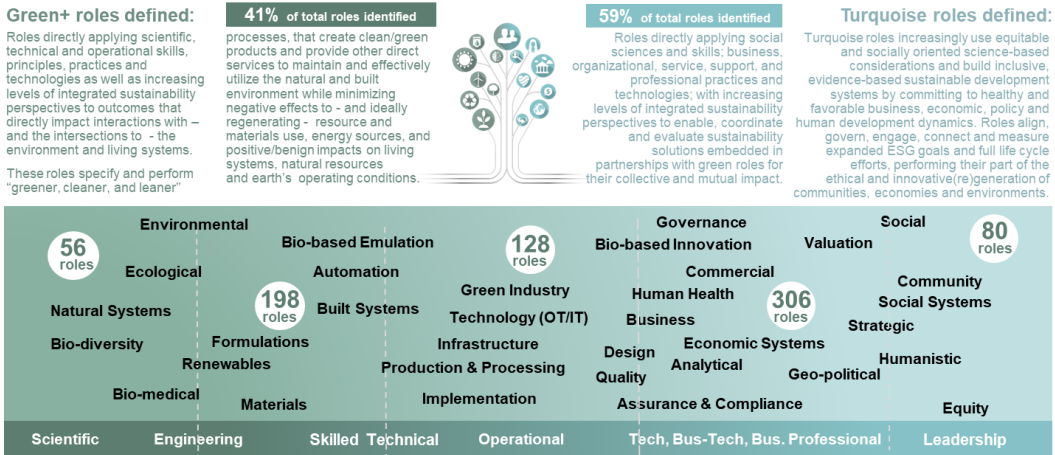 Green+ roles defined:
Roles directly applying scientific,
technical and operational skills,
principles, practices and
technologies as well as increasing
levels of integrated sustainability
perspectives to outcomes that
directly impact interactions with –
and the intersections to - the
environment and living systems.
These roles specify and perform
“greener, cleaner, and leaner”
41% of total roles identified
processes, that create clean/green
products and provide other direct
services to maintain and effectively
utilize the natural and built
environment while minimizing
negative effects to - and ideally
regenerating - resource and
materials use, energy sources, and
positive/benign impacts on living
systems, natural resources
and earth’s operating conditions.
59% of total roles identified
Roles directly applying social
sciences and skills; business,
organizational, service, support, and
professional practices and
technologies; with increasing
levels of integrated sustainability
perspectives to enable, coordinate
and evaluate sustainability
solutions embedded in
partnerships with green roles for
their collective and mutual impact.
Turquoise roles defined:
Turquoise roles increasingly use equitable
and socially oriented science-based
considerations and build inclusive,
evidence-based sustainable development
systems by committing to healthy and
favorable business, economic, policy and
human development dynamics. Roles align,
govern, engage, connect and measure
expanded ESG goals and full life cycle
efforts, performing their part of the
ethical and innovative(re)generation of
communities, economies and environments.
56
roles
Environmental
Ecological
Natural Systems
Bio-diversity
Bio-medical
198
roles
Formulations
Renewables
Materials
Bio-based Emulation
Automation
Built Systems
128
roles
Green Industry
Technology (OT/IT)
Infrastructure
Production & Processing
Implementation
Governance
Bio-based Innovation
Commercial
Human Health
Business
306
roles
Economic Systems
Design
Analytical
Quality
Geo-political
Assurance & Compliance
Social
Valuation
80
roles
Community
Social Systems
Strategic
Humanistic
Equity
Scientific
Engineering
Skilled Technical
Operational
Tech, Bus-Tech, Bus. Professional
Leadership